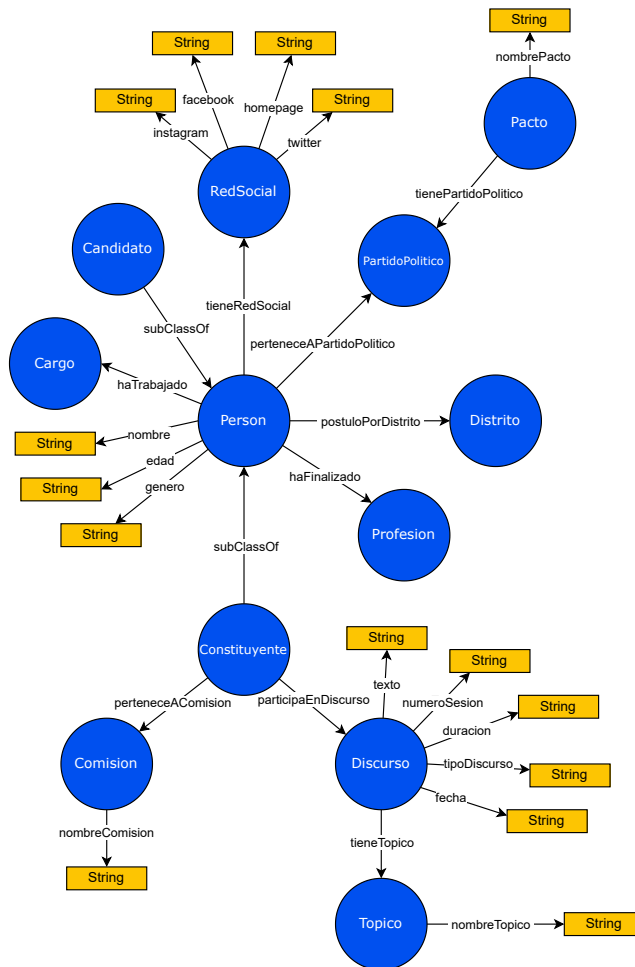 String
nombrePacto
Pacto
String
String
facebook
homepage
String
String
instagram
twitter
RedSocial
tienePartidoPolitico
Candidato
PartidoPolitico
tieneRedSocial
subClassOf
perteneceAPartidoPolitico
Cargo
haTrabajado
Person
postuloPorDistrito
Distrito
String
nombre
edad
String
genero
String
haFinalizado
Profesion
subClassOf
Constituyente
String
String
texto
numeroSesion
perteneceAComision
participaEnDiscurso
String
duracion
Comision
Discurso
tipoDiscurso
String
fecha
String
nombreComision
tieneTopico
String
Topico
nombreTopico
String